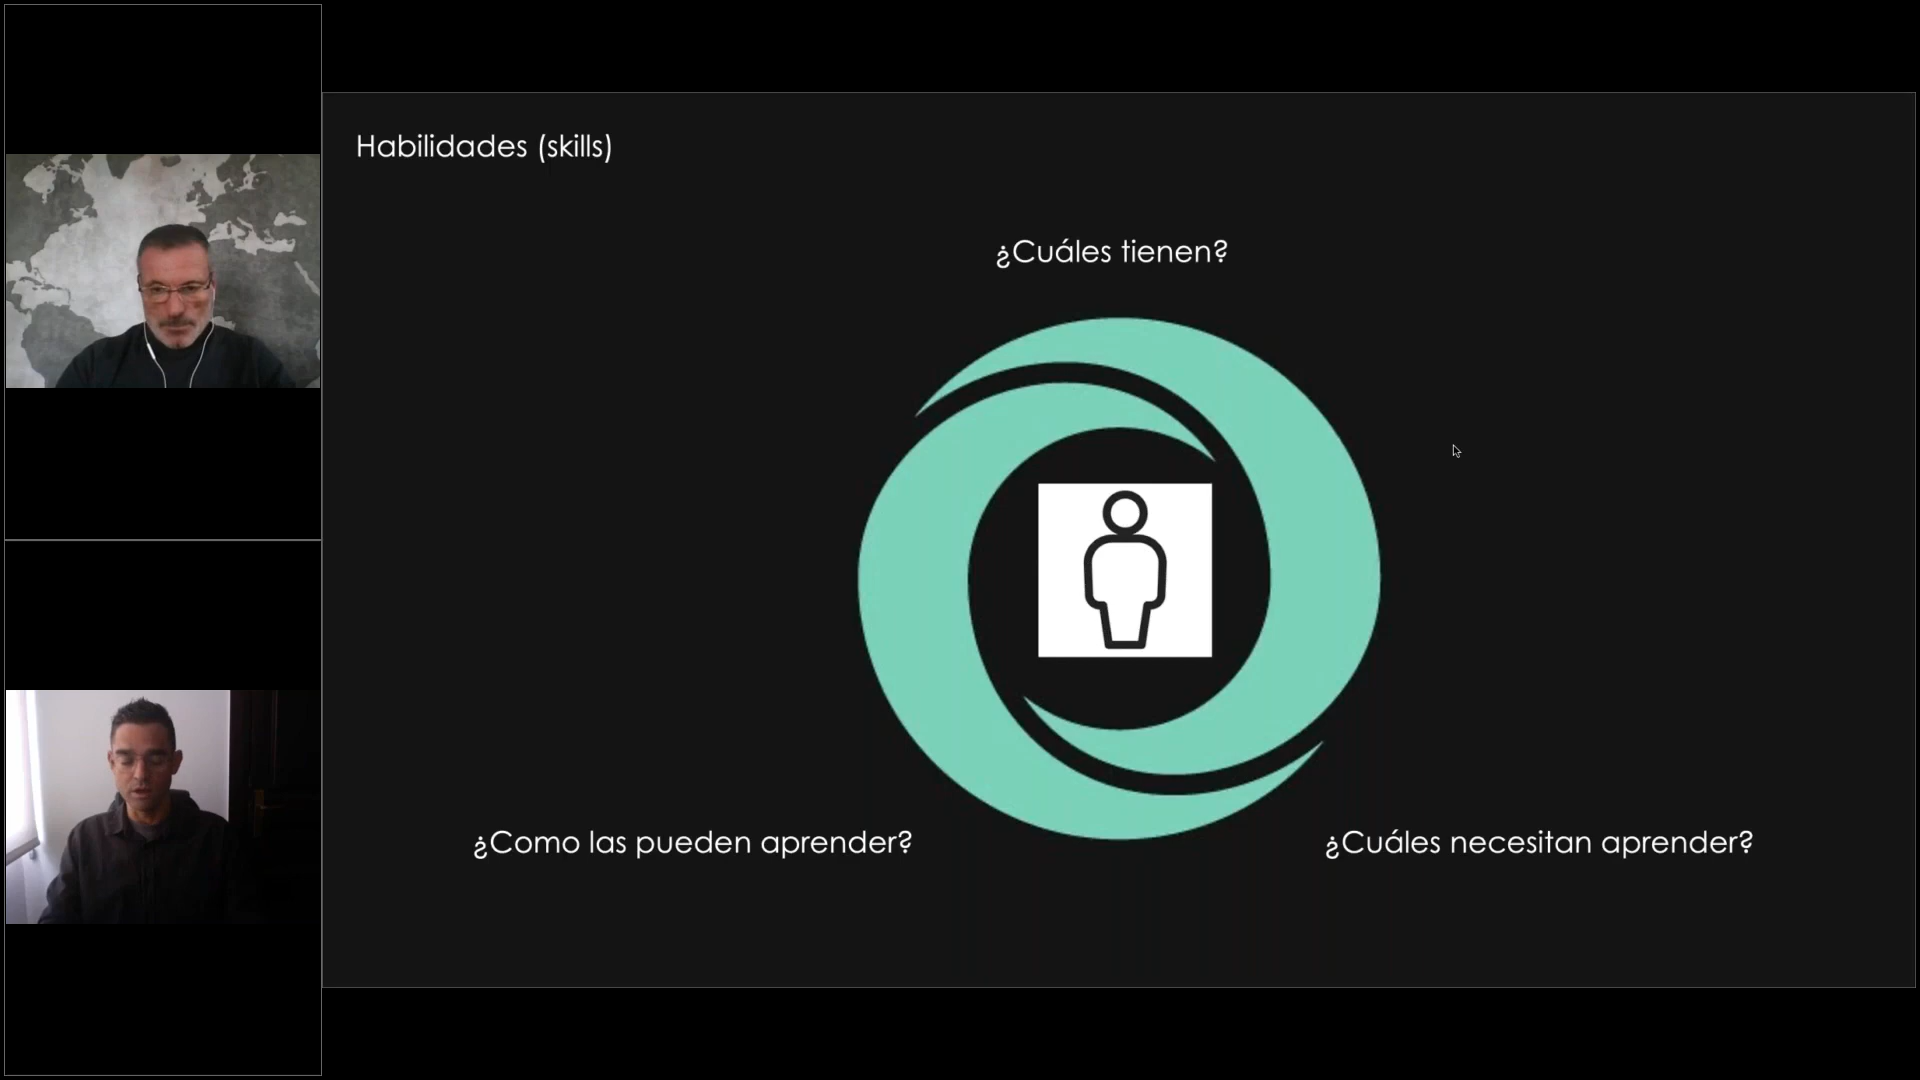 Habilidades (skills)
¿Cuáles tienen?
¿Como las pueden aprender?
¿Cuáles necesitan aprender?